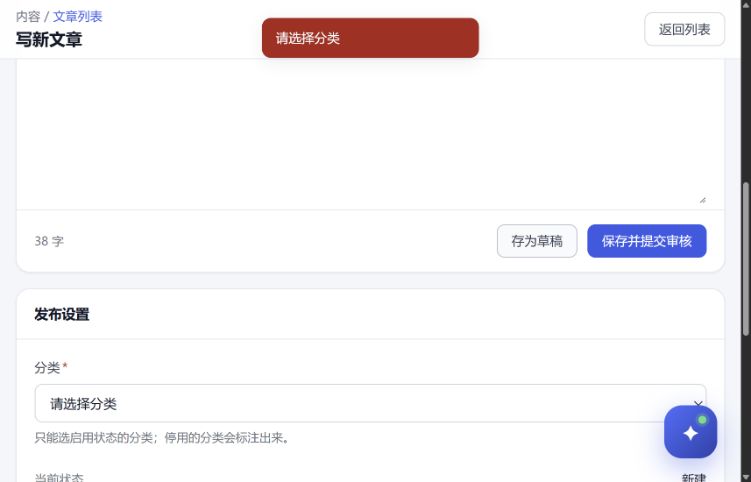 内容 / 文章列表
写新文章
请选择分类
返回列表
38 字
存为草稿
保存并提交审核
发布设置
分类*
请选择分类
只能选启用状态的分类；停用的分类会标注出来。
当前状态
新建